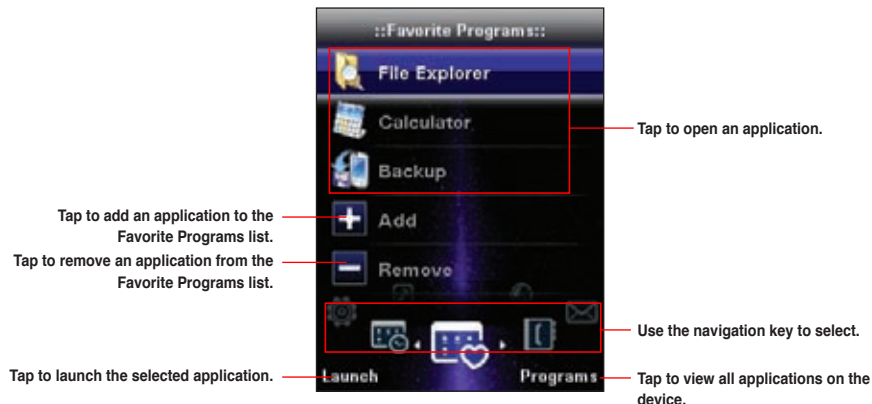 ::Favorite Programs::
File Explorer
Calculator
Backup
Add
Remove
Launch
Programs
Tap to open an application.
Tap to add an application to the
Favorite Programs list.
Tap to remove an application from the
Favorite Programs list.
Use the navigation key to select.
Tap to launch the selected application.
Tap to view all applications on the
device.